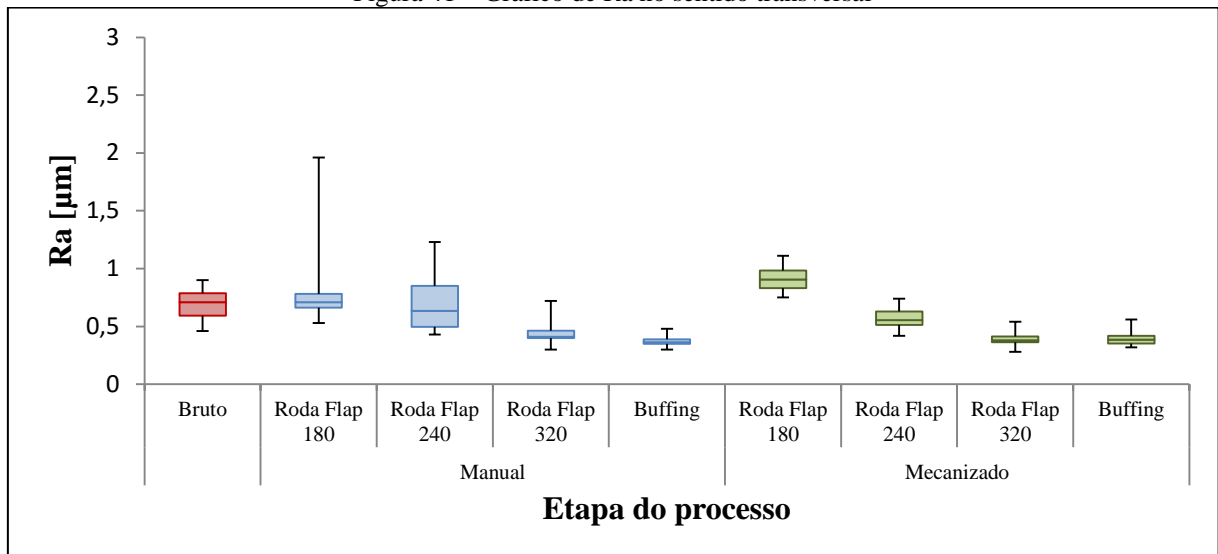 3
2,5
2
1,5
1
0,5
0
Ra [µm]
Bruto
Roda Flap
180
Roda Flap
240
Roda Flap
320
Buffing
Roda Flap
180
Roda Flap
240
Roda Flap
320
Buffing
Manual
Mecanizado
Etapa do processo